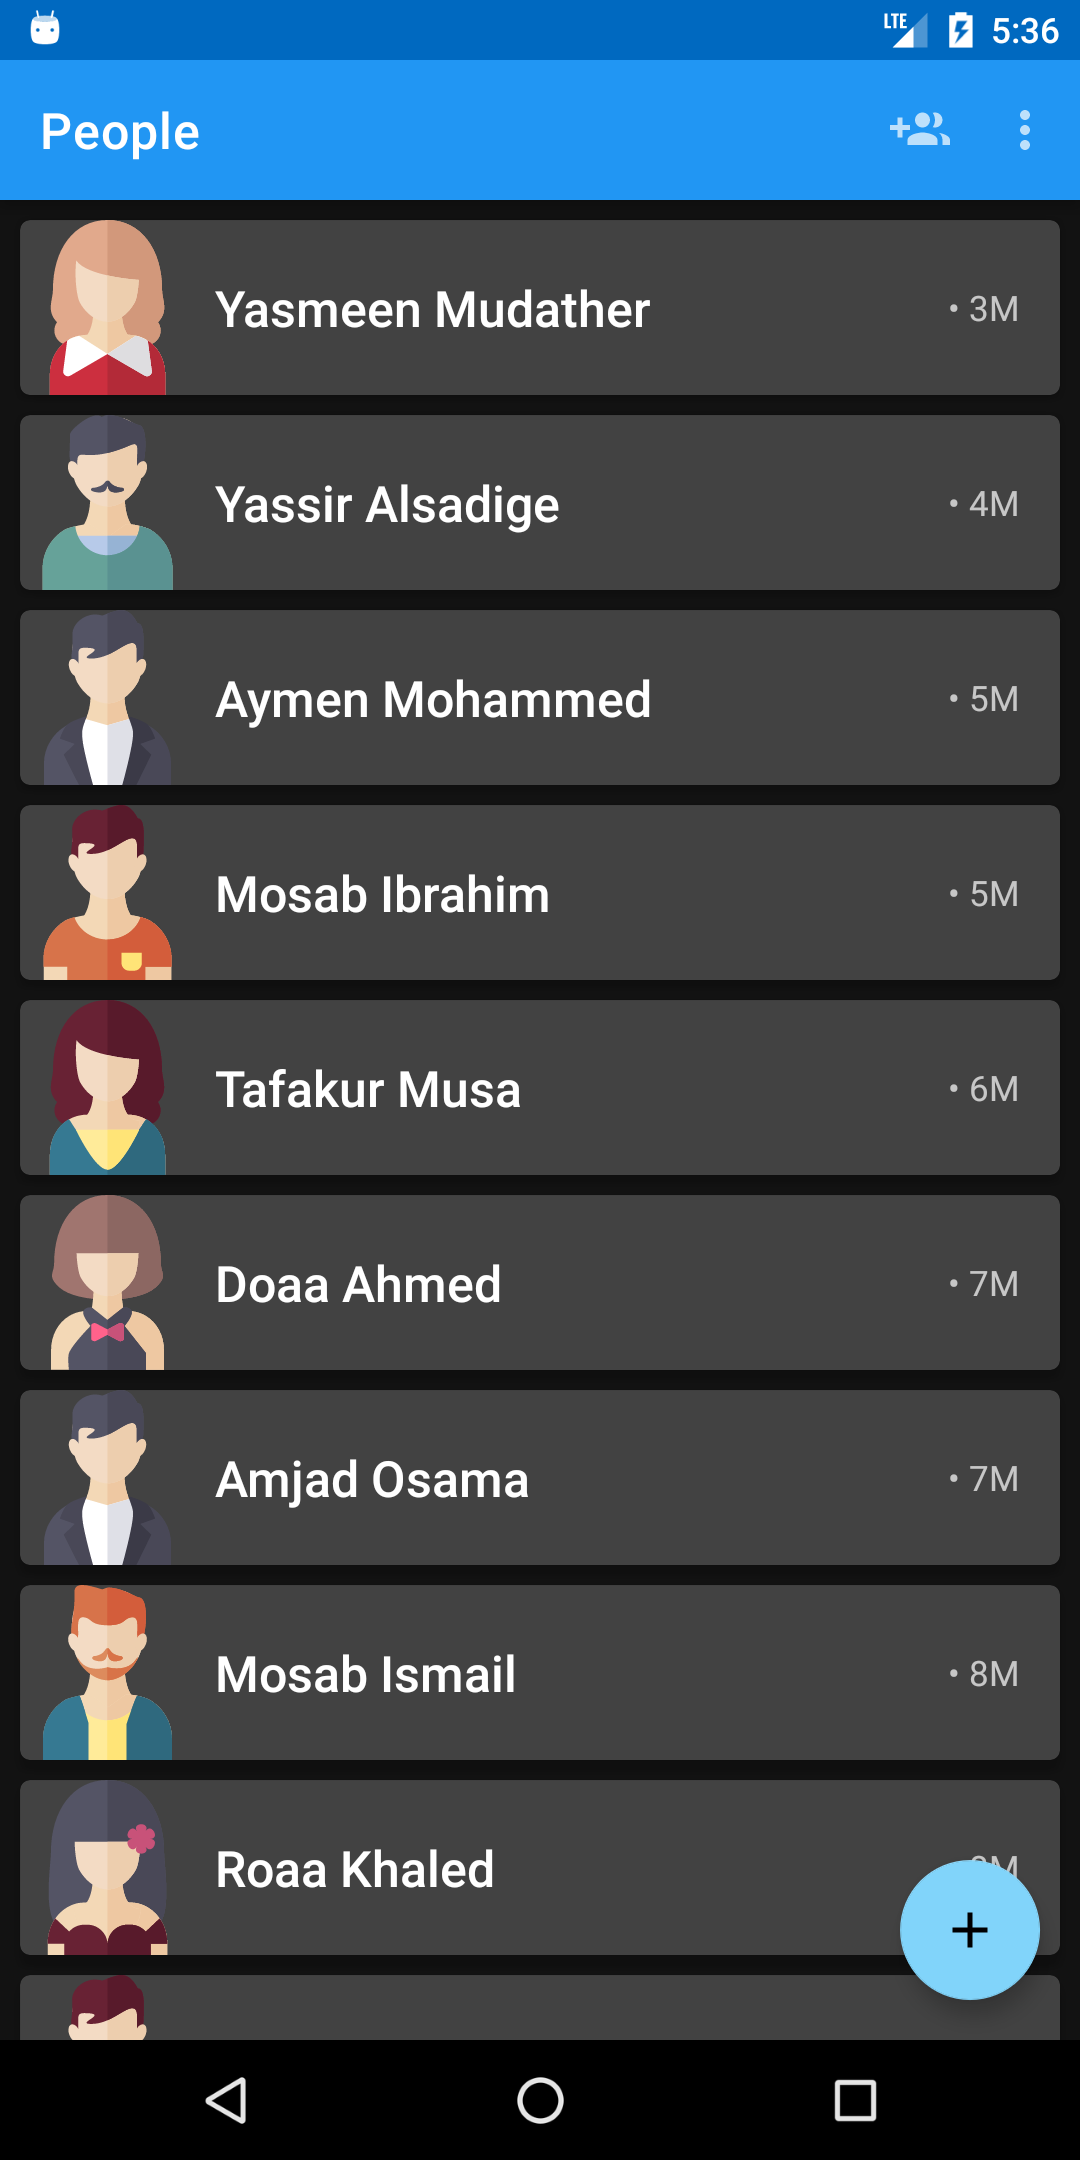 LTE 5:36
People
Yasmeen Mudather • 3M
Yassir Alsadige • 4M
Aymen Mohammed • 5M
Mosab Ibrahim • 5M
Tafakur Musa • 6M
Doaa Ahmed • 7M
Amjad Osama • 7M
Mosab Ismail • 8M
Roaa Khaled